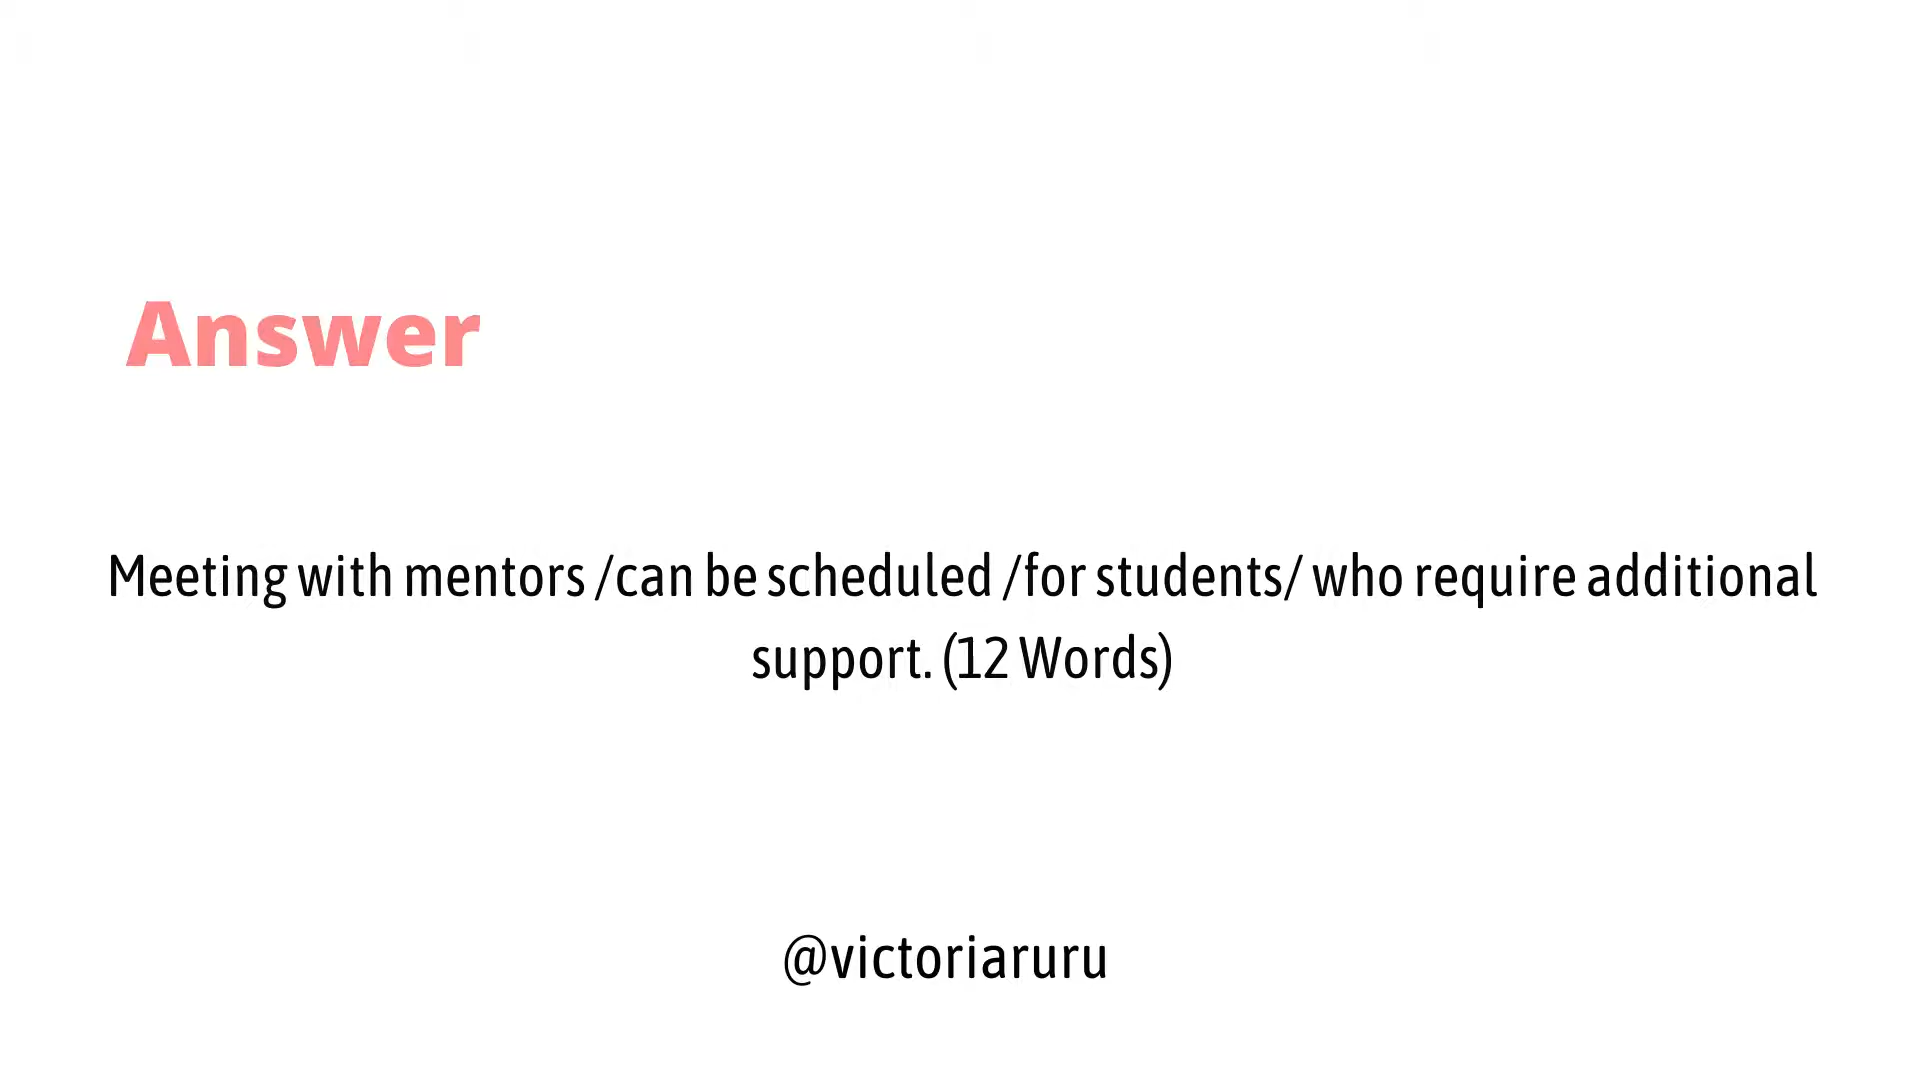 Answer
Meeting with mentors /can be scheduled /for students/ who require additional
support. (12 Words)
@victoriaruru